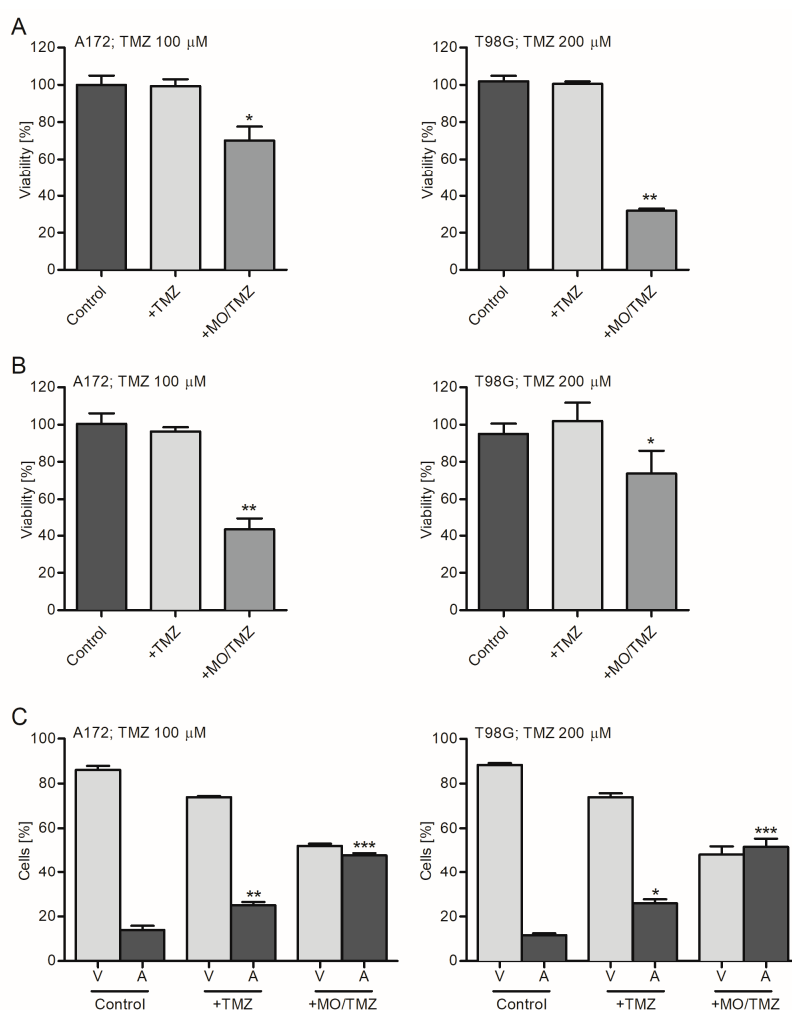 A
A172; TMZ 100 μM
T98G; TMZ 200 μM
120
100
80
60
40
20
0
Viability [%]
*
Control
+TMZ
+MO/TMZ
120
100
80
60
40
20
0
Viability [%]
**
Control
+TMZ
+MO/TMZ
B
A172; TMZ 100 μM
T98G; TMZ 200 μM
120
100
80
60
40
20
0
Viability [%]
**
Control
+TMZ
+MO/TMZ
120
100
80
60
40
20
0
Viability [%]
*
Control
+TMZ
+MO/TMZ
C
A172; TMZ 100 μM
T98G; TMZ 200 μM
100
80
60
40
20
0
Cells [%]
**
***
V A V A V A
Control +TMZ +MO/TMZ
100
80
60
40
20
0
Cells [%]
*
***
V A V A V A
Control +TMZ +MO/TMZ